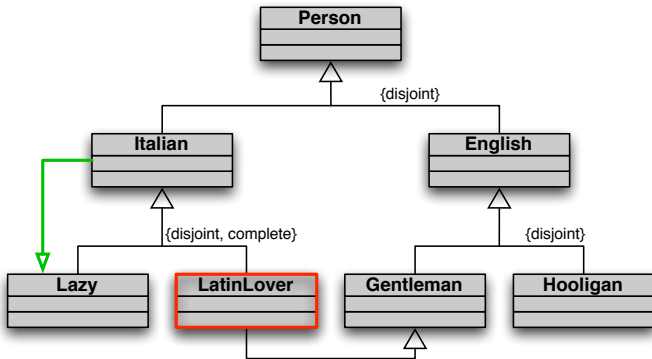 Person
{disjoint}
Italian
English
{disjoint, complete}
{disjoint}
Lazy
LatinLover
Gentleman
Hooligan